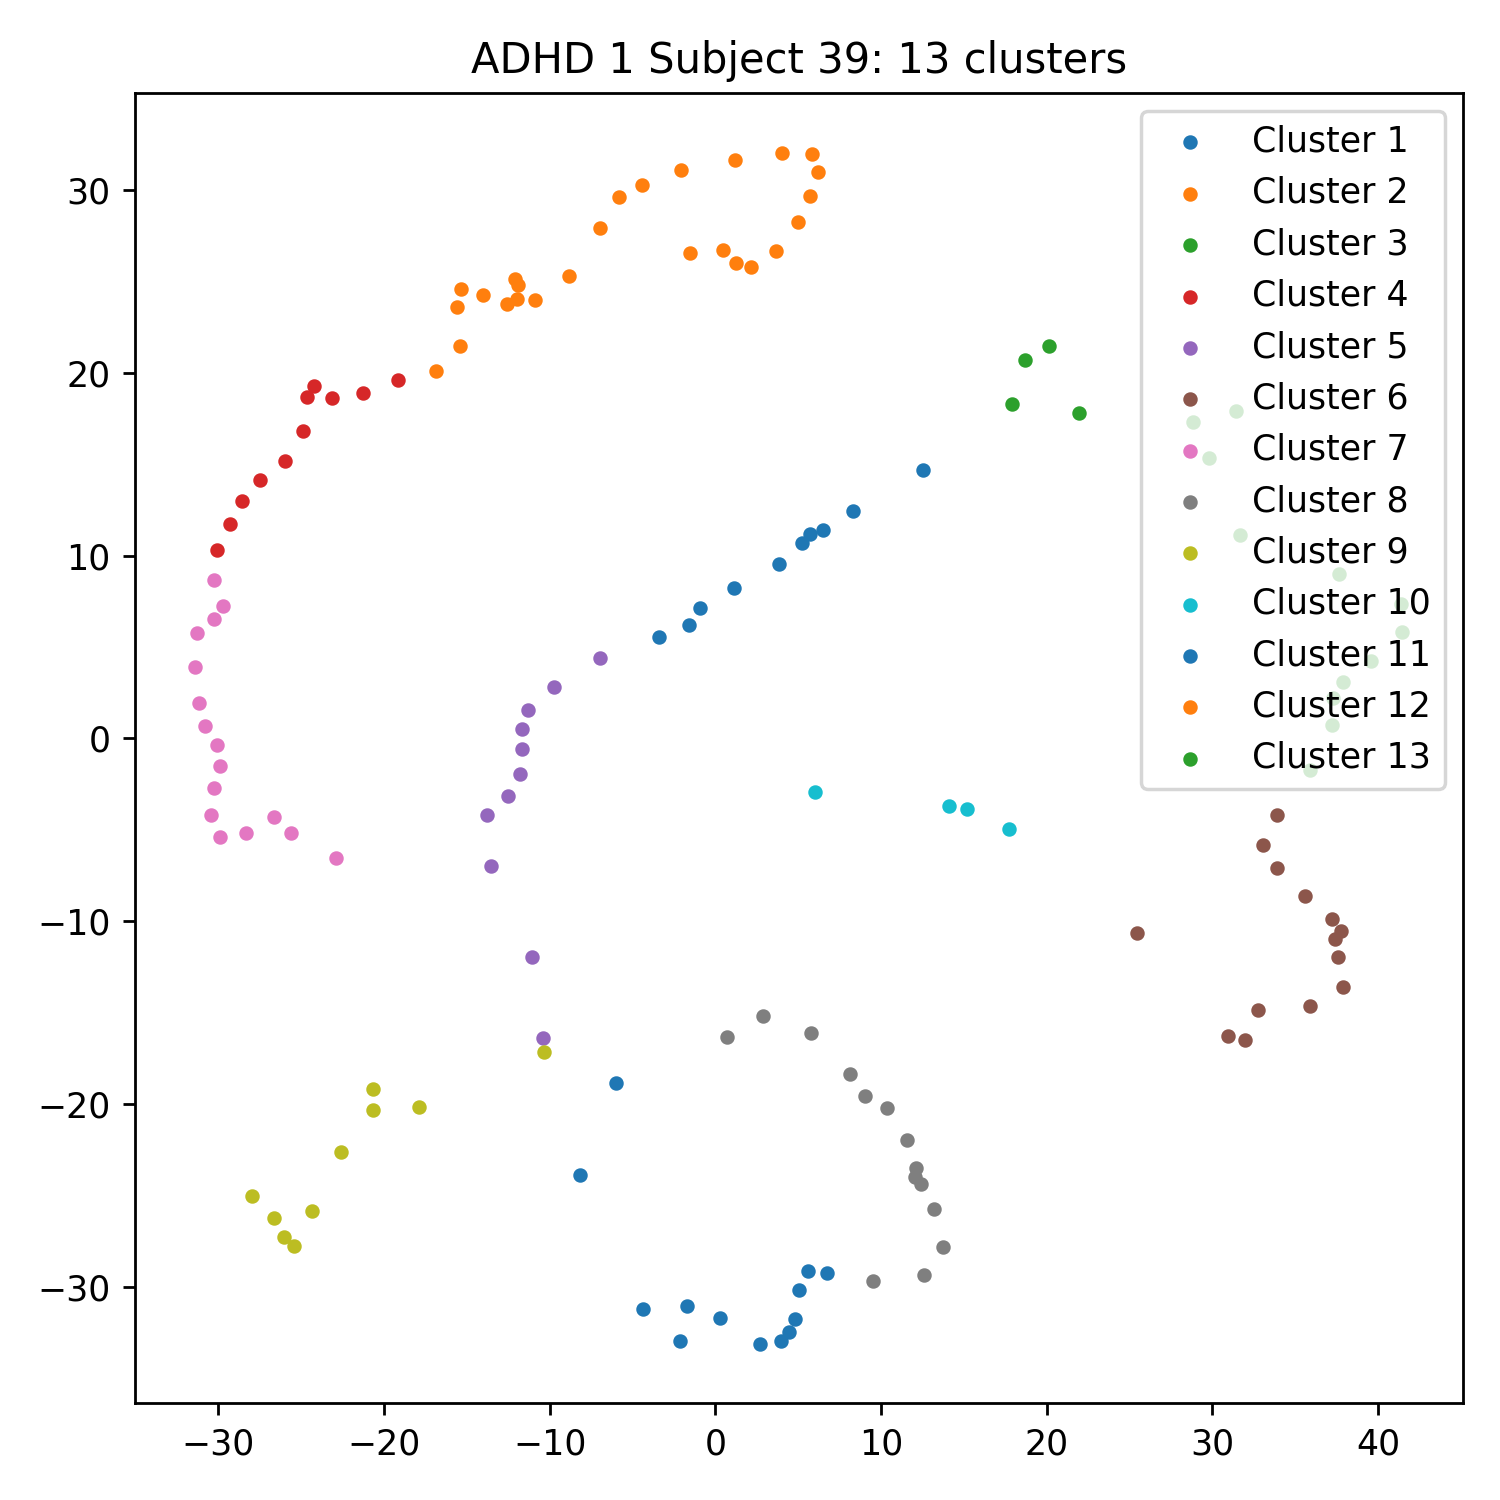 ADHD 1 Subject 39: 13 clusters
Cluster 1
Cluster 2
Cluster 3
Cluster 4
Cluster 5
Cluster 6
Cluster 7
Cluster 8
Cluster 9
Cluster 10
Cluster 11
Cluster 12
Cluster 13
30
20
10
0
−10
−20
−30
−30 −20 −10 0 10 20 30 40